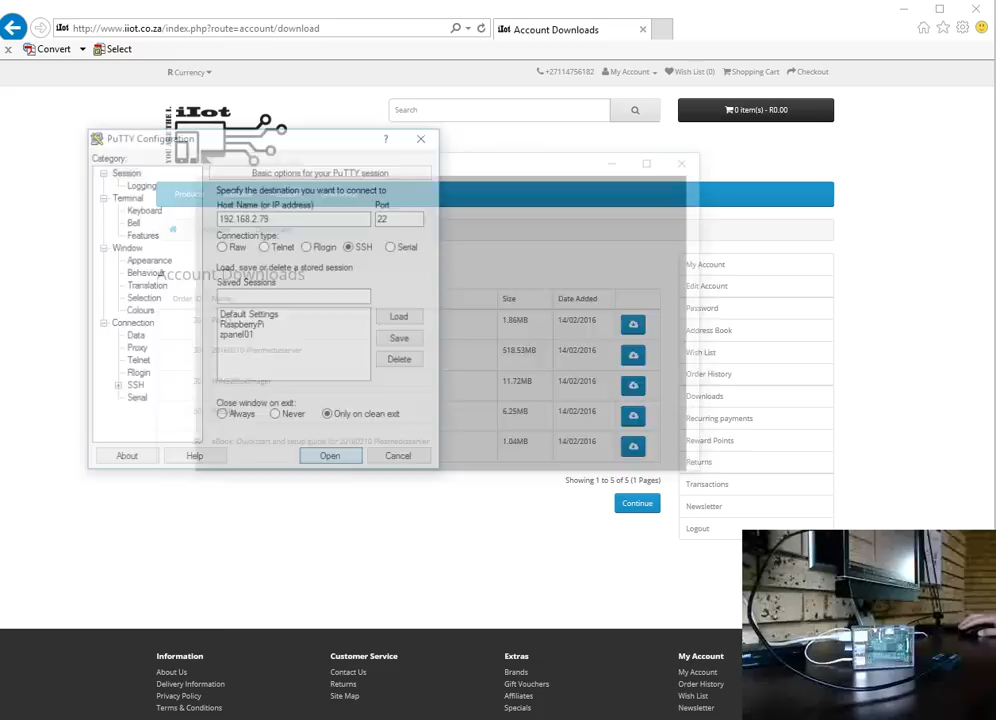 http://www.iiot.co.za/index.php?route=account/download
iIot Account Downloads
x Convert Select
R Currency
+27114756182 My Account Wish List (0) Shopping Cart Checkout
iIot
Search
0 item(s) - R0.00
PuTTY Configuration
?
Category:
Session
Logging
Terminal
Keyboard
Bell
Features
Window
Appearance
Behaviour
Translation
Selection
Colours
Connection
Data
Proxy
Telnet
Rlogin
SSH
Serial
Basic options for your PuTTY session
Specify the destination you want to connect to
Host Name (or IP address) Port
192.168.2.79 22
Connection type:
Raw Telnet Rlogin SSH Serial
Load, save or delete a stored session
Saved Sessions
Default Settings
RaspberryPi
zpanel01
Load
Save
Delete
Close window on exit:
Always Never Only on clean exit
About Help Open Cancel
Account Downloads
Order ID Name Size Date Added
1.86MB 14/02/2016
518.53MB 14/02/2016
11.72MB 14/02/2016
6.25MB 14/02/2016
1.04MB 14/02/2016
Showing 1 to 5 of 5 (1 Pages)
Continue
My Account
Edit Account
Password
Address Book
Wish List
Order History
Downloads
Recurring payments
Reward Points
Returns
Transactions
Newsletter
Logout
Information
About Us
Delivery Information
Privacy Policy
Terms & Conditions
Customer Service
Contact Us
Returns
Site Map
Extras
Brands
Gift Vouchers
Affiliates
Specials
My Account
My Account
Order History
Wish List
Newsletter